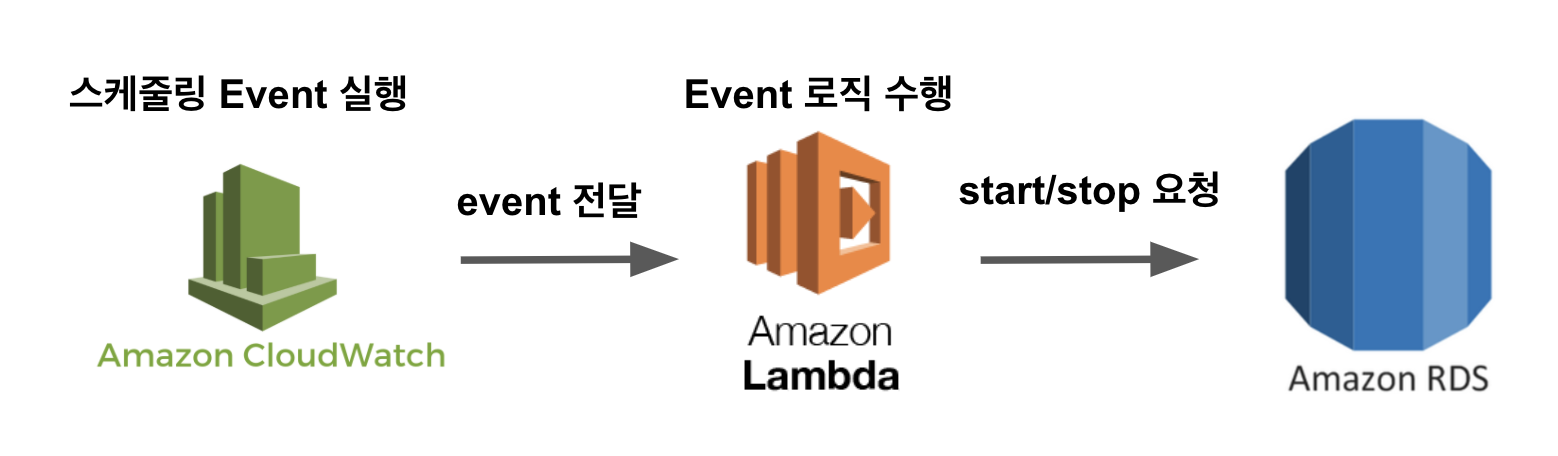 스케줄링 Event 실행
Event 로직 수행
event 전달
start/stop 요청
Amazon CloudWatch
Amazon
Lambda
Amazon RDS